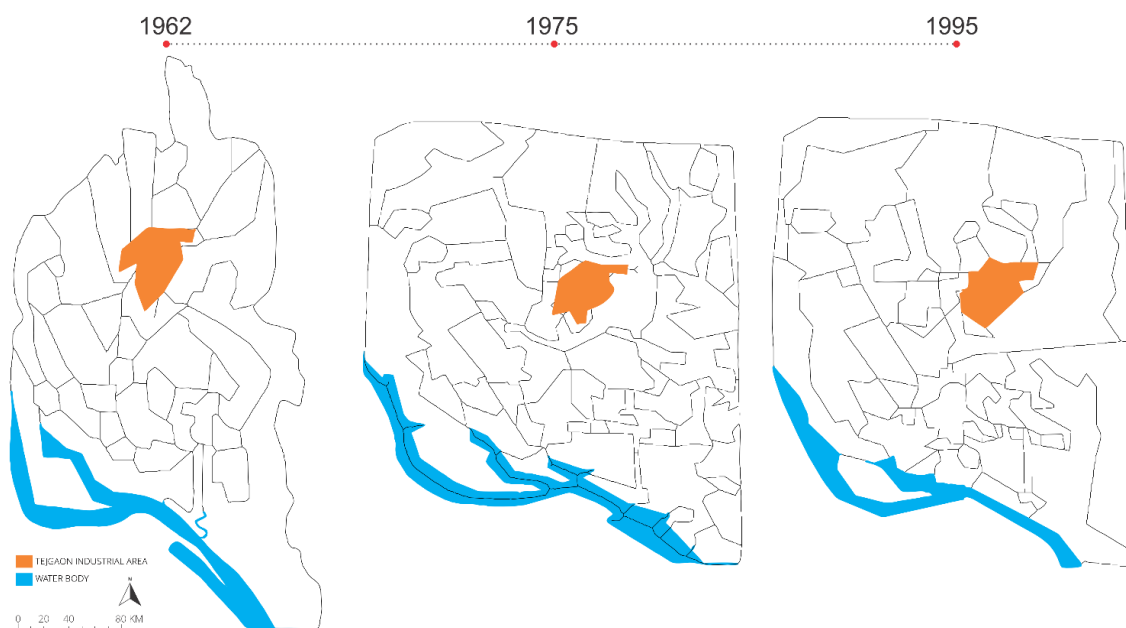 1962 1975 1995
TEJGAON INDUSTRIAL AREA
WATER BODY
N
0 20 40 80 KM